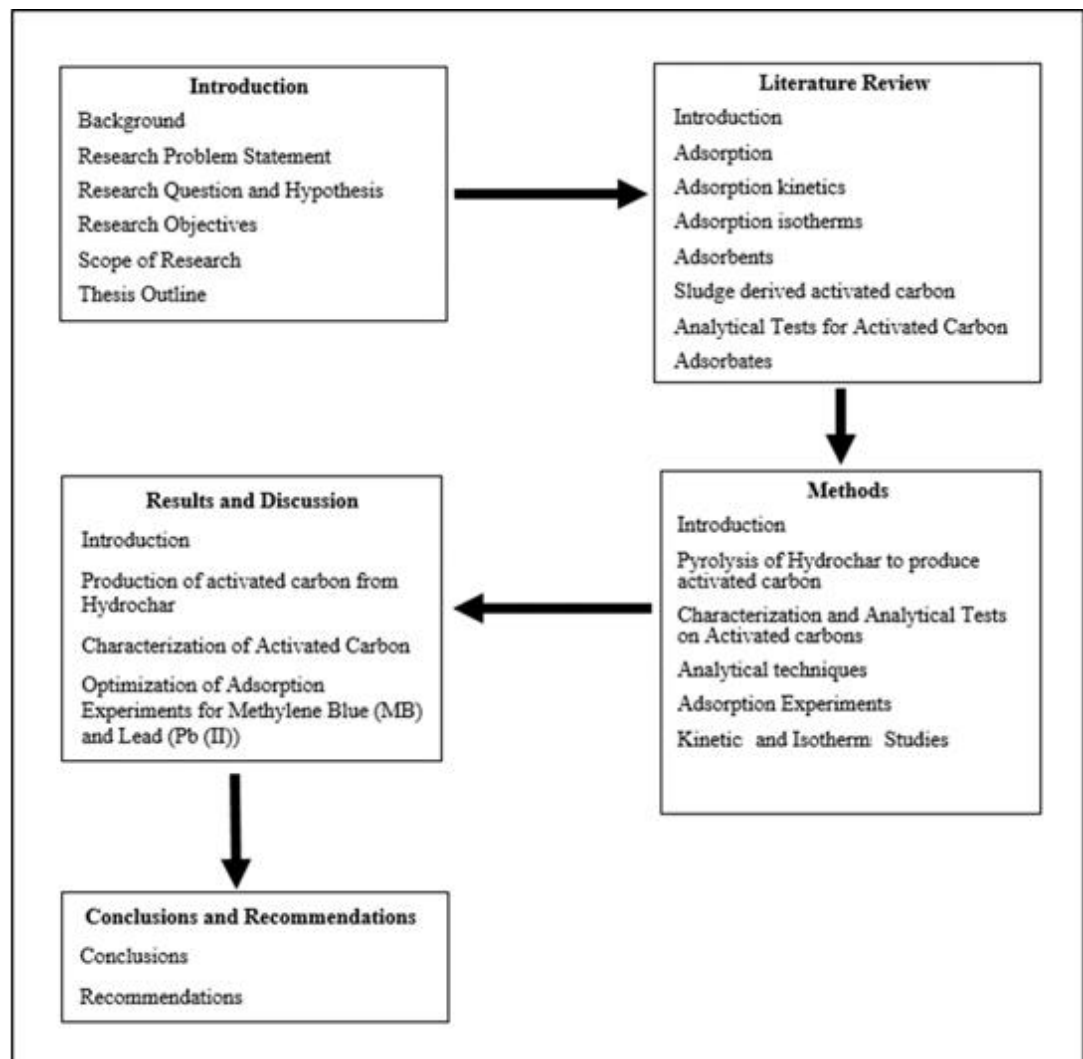 Introduction
Background
Research Problem Statement
Research Question and Hypothesis
Research Objectives
Scope of Research
Thesis Outline
Literature Review
Introduction
Adsorption
Adsorption kinetics
Adsorption isotherms
Adsorbents
Sludge derived activated carbon
Analytical Tests for Activated Carbon
Adsorbates
Methods
Introduction
Pyrolysis of Hydrochar to produce
activated carbon
Characterization and Analytical Tests
on Activated carbons
Analytical techniques
Adsorption Experiments
Kinetic and Isotherm Studies
Results and Discussion
Introduction
Production of activated carbon from
Hydrochar
Characterization of Activated Carbon
Optimization of Adsorption
Experiments for Methylene Blue (MB)
and Lead (Pb (II))
Conclusions and Recommendations
Conclusions
Recommendations